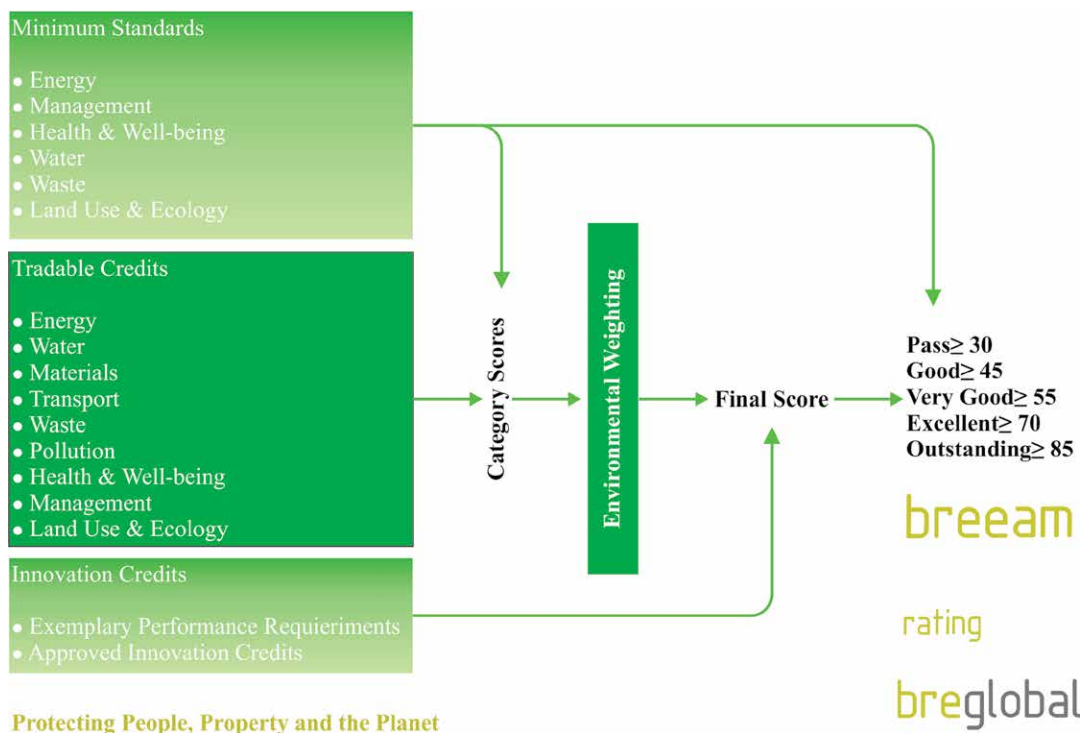 Minimum Standards
● Energy
● Management
● Health & Well-being
● Water
● Waste
● Land Use & Ecology
Tradable Credits
● Energy
● Water
● Materials
● Transport
● Waste
● Pollution
● Health & Well-being
● Management
● Land Use & Ecology
Innovation Credits
● Exemplary Performance Requieriments
● Approved Innovation Credits
Category Scores
Environmental Weighting
Final Score
Pass≥ 30
Good≥ 45
Very Good≥ 55
Excellent≥ 70
Outstanding≥ 85
breeam
rating
breglobal
Protecting People, Property and the Planet